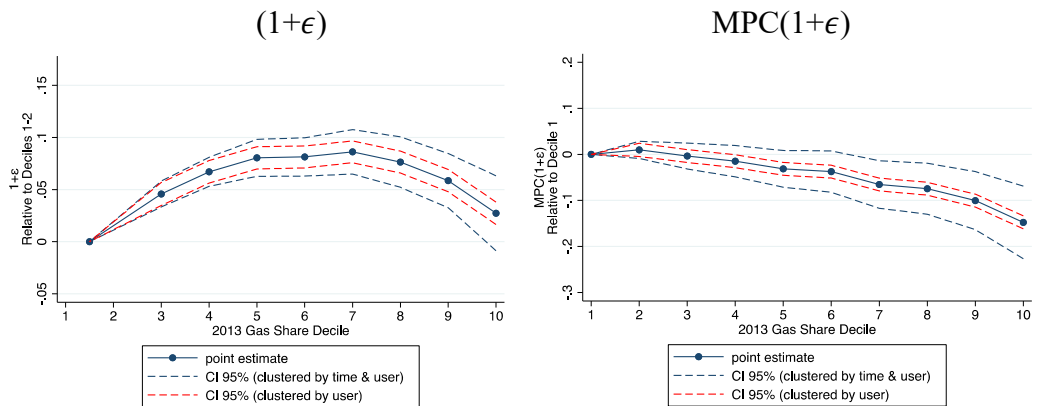 (1+ϵ)
1+ε
Relative to Deciles 1-2
.15
.1
.05
0
-.05
1 2 3 4 5 6 7 8 9 10
2013 Gas Share Decile
point estimate
CI 95% (clustered by time & user)
CI 95% (clustered by user)
MPC(1+ϵ)
MPC(1+ε)
Relative to Decile 1
.2
.1
0
-.1
-.2
-.3
1 2 3 4 5 6 7 8 9 10
2013 Gas Share Decile
point estimate
CI 95% (clustered by time & user)
CI 95% (clustered by user)